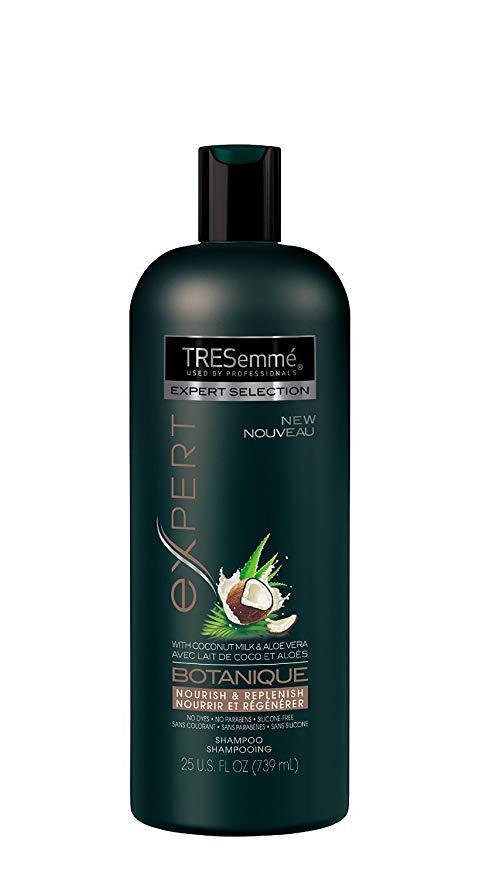 TRESemmé®
USED BY PROFESSIONALS
EXPERT SELECTION
NEW
NOUVEAU
eXPERT
WITH COCONUT MILK & ALOE VERA
AVEC LAIT DE COCO ET ALOÈS
BOTANIQUE
NOURISH & REPLENISH
NOURRIR ET RÉGÉNÉRER
NO DYES • NO PARABENS • SILICONE-FREE
SANS COLORANT • SANS PARABÈNES • SANS SILICONE
SHAMPOO
SHAMPOOING
25 U.S. FL OZ (739 mL)